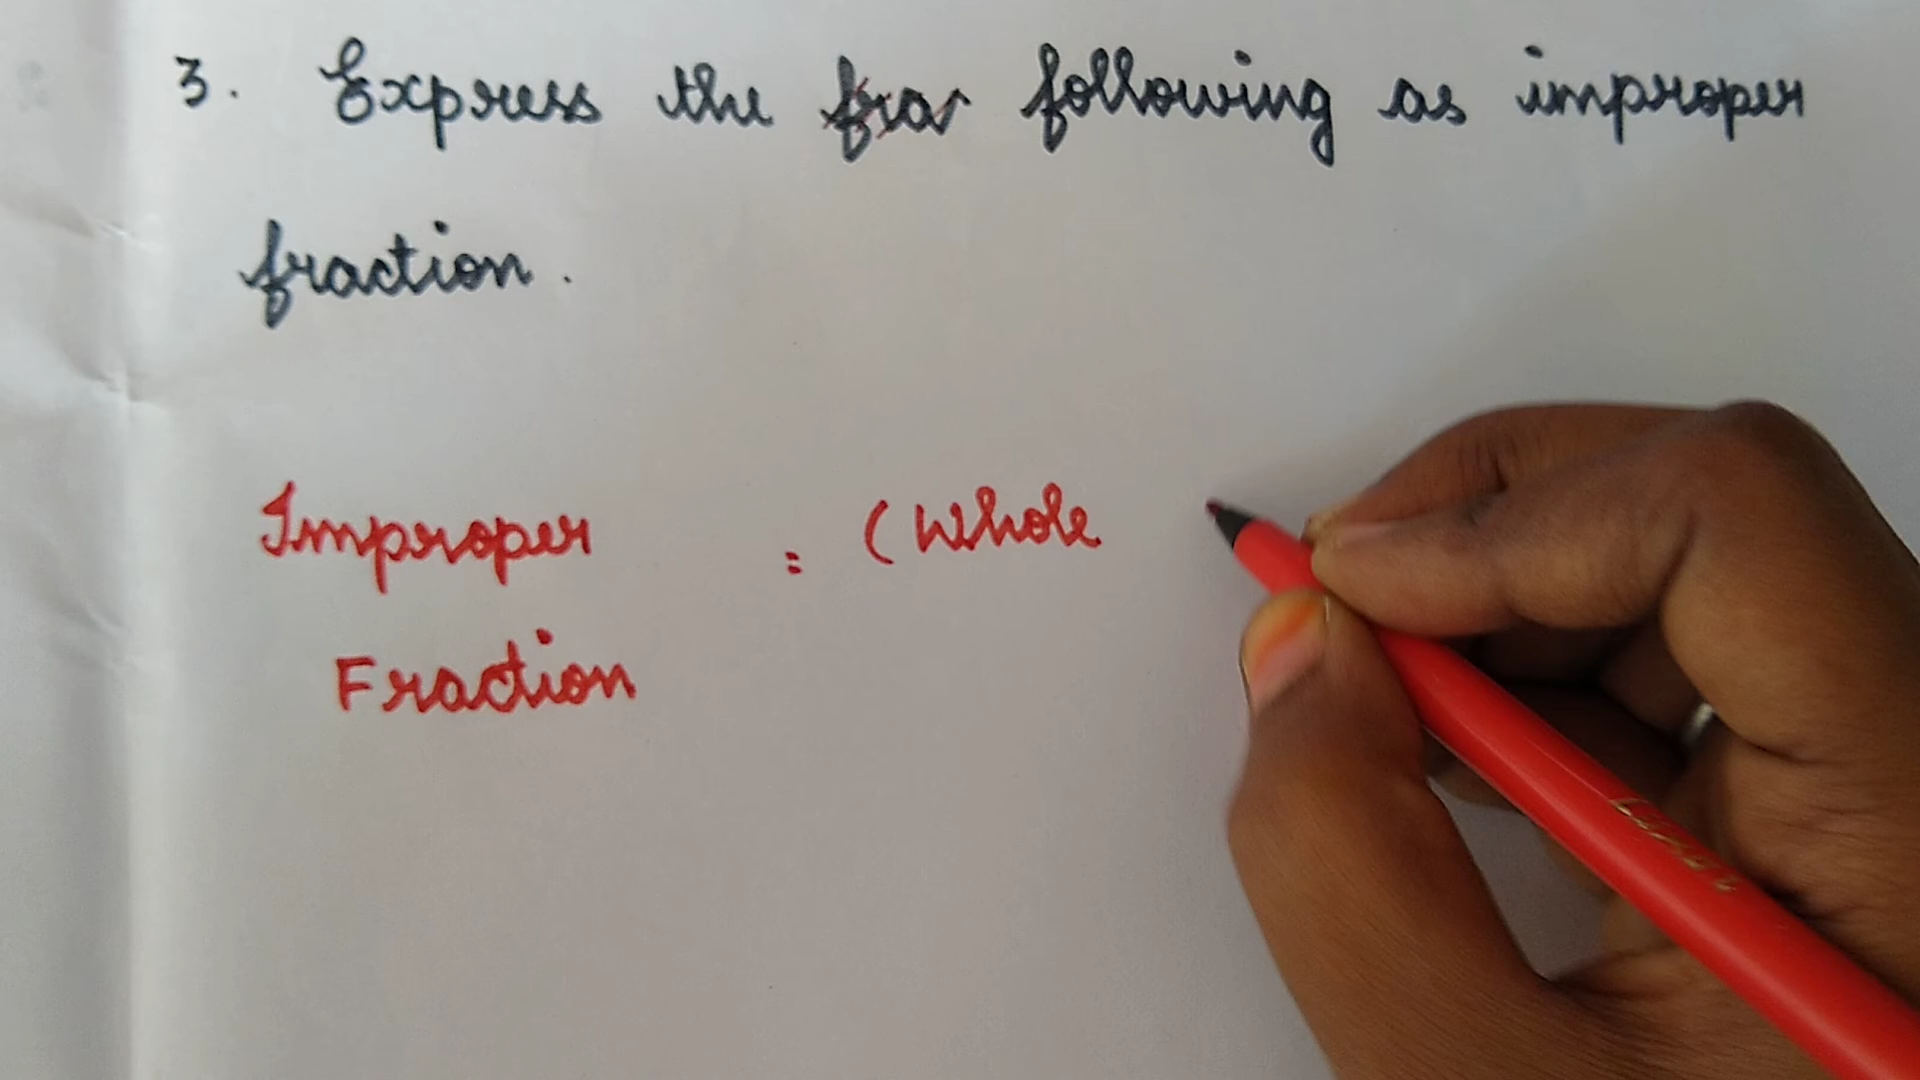 3. Express the frar following as improper
fraction.
Improper = (Whole
Fraction